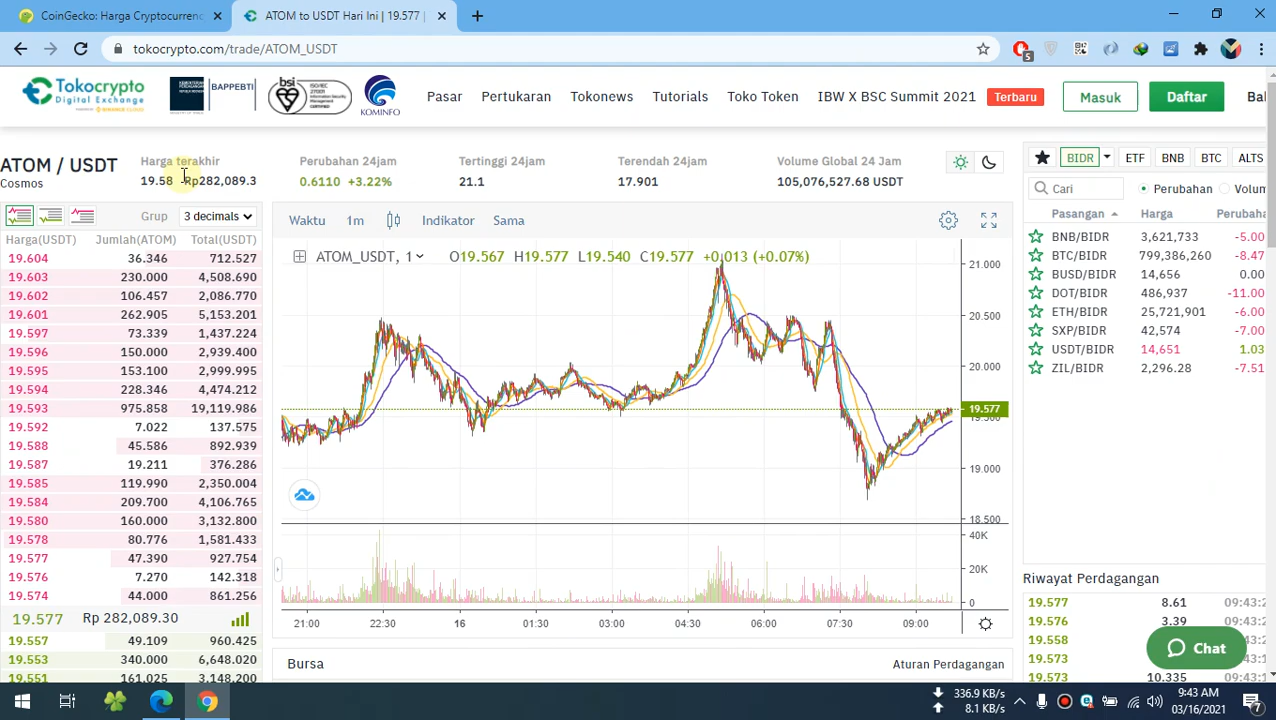 CoinGecko Harga Cryptocurrenc
ATOM to USDT Hari Ini | 19.577 |
tokocrypto.com/trade/ATOM_USDT
5
Tokocrypto
Digital Exchange
BAPPEBTI
bsi
ISO/IEC
27001
KOMINFO
Pasar
Pertukaran
Tokonews
Tutorials
Toko Token
IBW X BSC Summit 2021
Terbaru
Masuk
Daftar
ATOM / USDT
Cosmos
Harga terakhir
19.58 Rp282,089.3
Perubahan 24jam
0.6110 +3.22%
Tertinggi 24jam
21.1
Terendah 24jam
17.901
Volume Global 24 Jam
105,076,527.68 USDT
Grup 3 decimals
Harga(USDT) Jumlah(ATOM) Total(USDT)
19.604 36.346 712.527
19.603 230.000 4,508.690
19.602 106.457 2,086.770
19.601 262.905 5,153.201
19.597 73.339 1,437.224
19.596 150.000 2,939.400
19.595 153.100 2,999.995
19.594 228.346 4,474.212
19.593 975.858 19,119.986
19.592 7.022 137.575
19.588 45.586 892.939
19.587 19.211 376.286
19.585 119.990 2,350.004
19.584 209.700 4,106.765
19.580 160.000 3,132.800
19.578 80.776 1,581.433
19.577 47.390 927.754
19.576 7.270 142.318
19.574 44.000 861.256
19.577 Rp 282,089.30
19.557 49.109 960.425
19.553 340.000 6,648.020
19.551 161.025 3,148.200
Waktu 1m Indikator Sama
ATOM_USDT, 1 O19.567 H19.577 L19.540 C19.577 +0.013 (+0.07%)
21.000
20.500
20.000
19.577
19.500
19.000
18.500
40K
20K
0
21:00 22:30 16 01:30 03:00 04:30 06:00 07:30 09:00
Bursa
Aturan Perdagangan
BIDR ETF BNB BTC ALTS
Cari Perubahan Volum
Pasangan Harga Perubaha
BNB/BIDR 3,621,733 -5.00
BTC/BIDR 799,386,260 -8.47
BUSD/BIDR 14,656 0.00
DOT/BIDR 486,937 -11.00
ETH/BIDR 25,721,901 -6.00
SXP/BIDR 42,574 -7.00
USDT/BIDR 14,651 1.03
ZIL/BIDR 2,296.28 -7.51
Riwayat Perdagangan
19.577 8.61 09:43:
19.576 3.39
19.558
19.573
19.577 10.335 09:43:
Chat
336.9 KB/s
8.1 KB/s
9:43 AM
03/16/2021
7